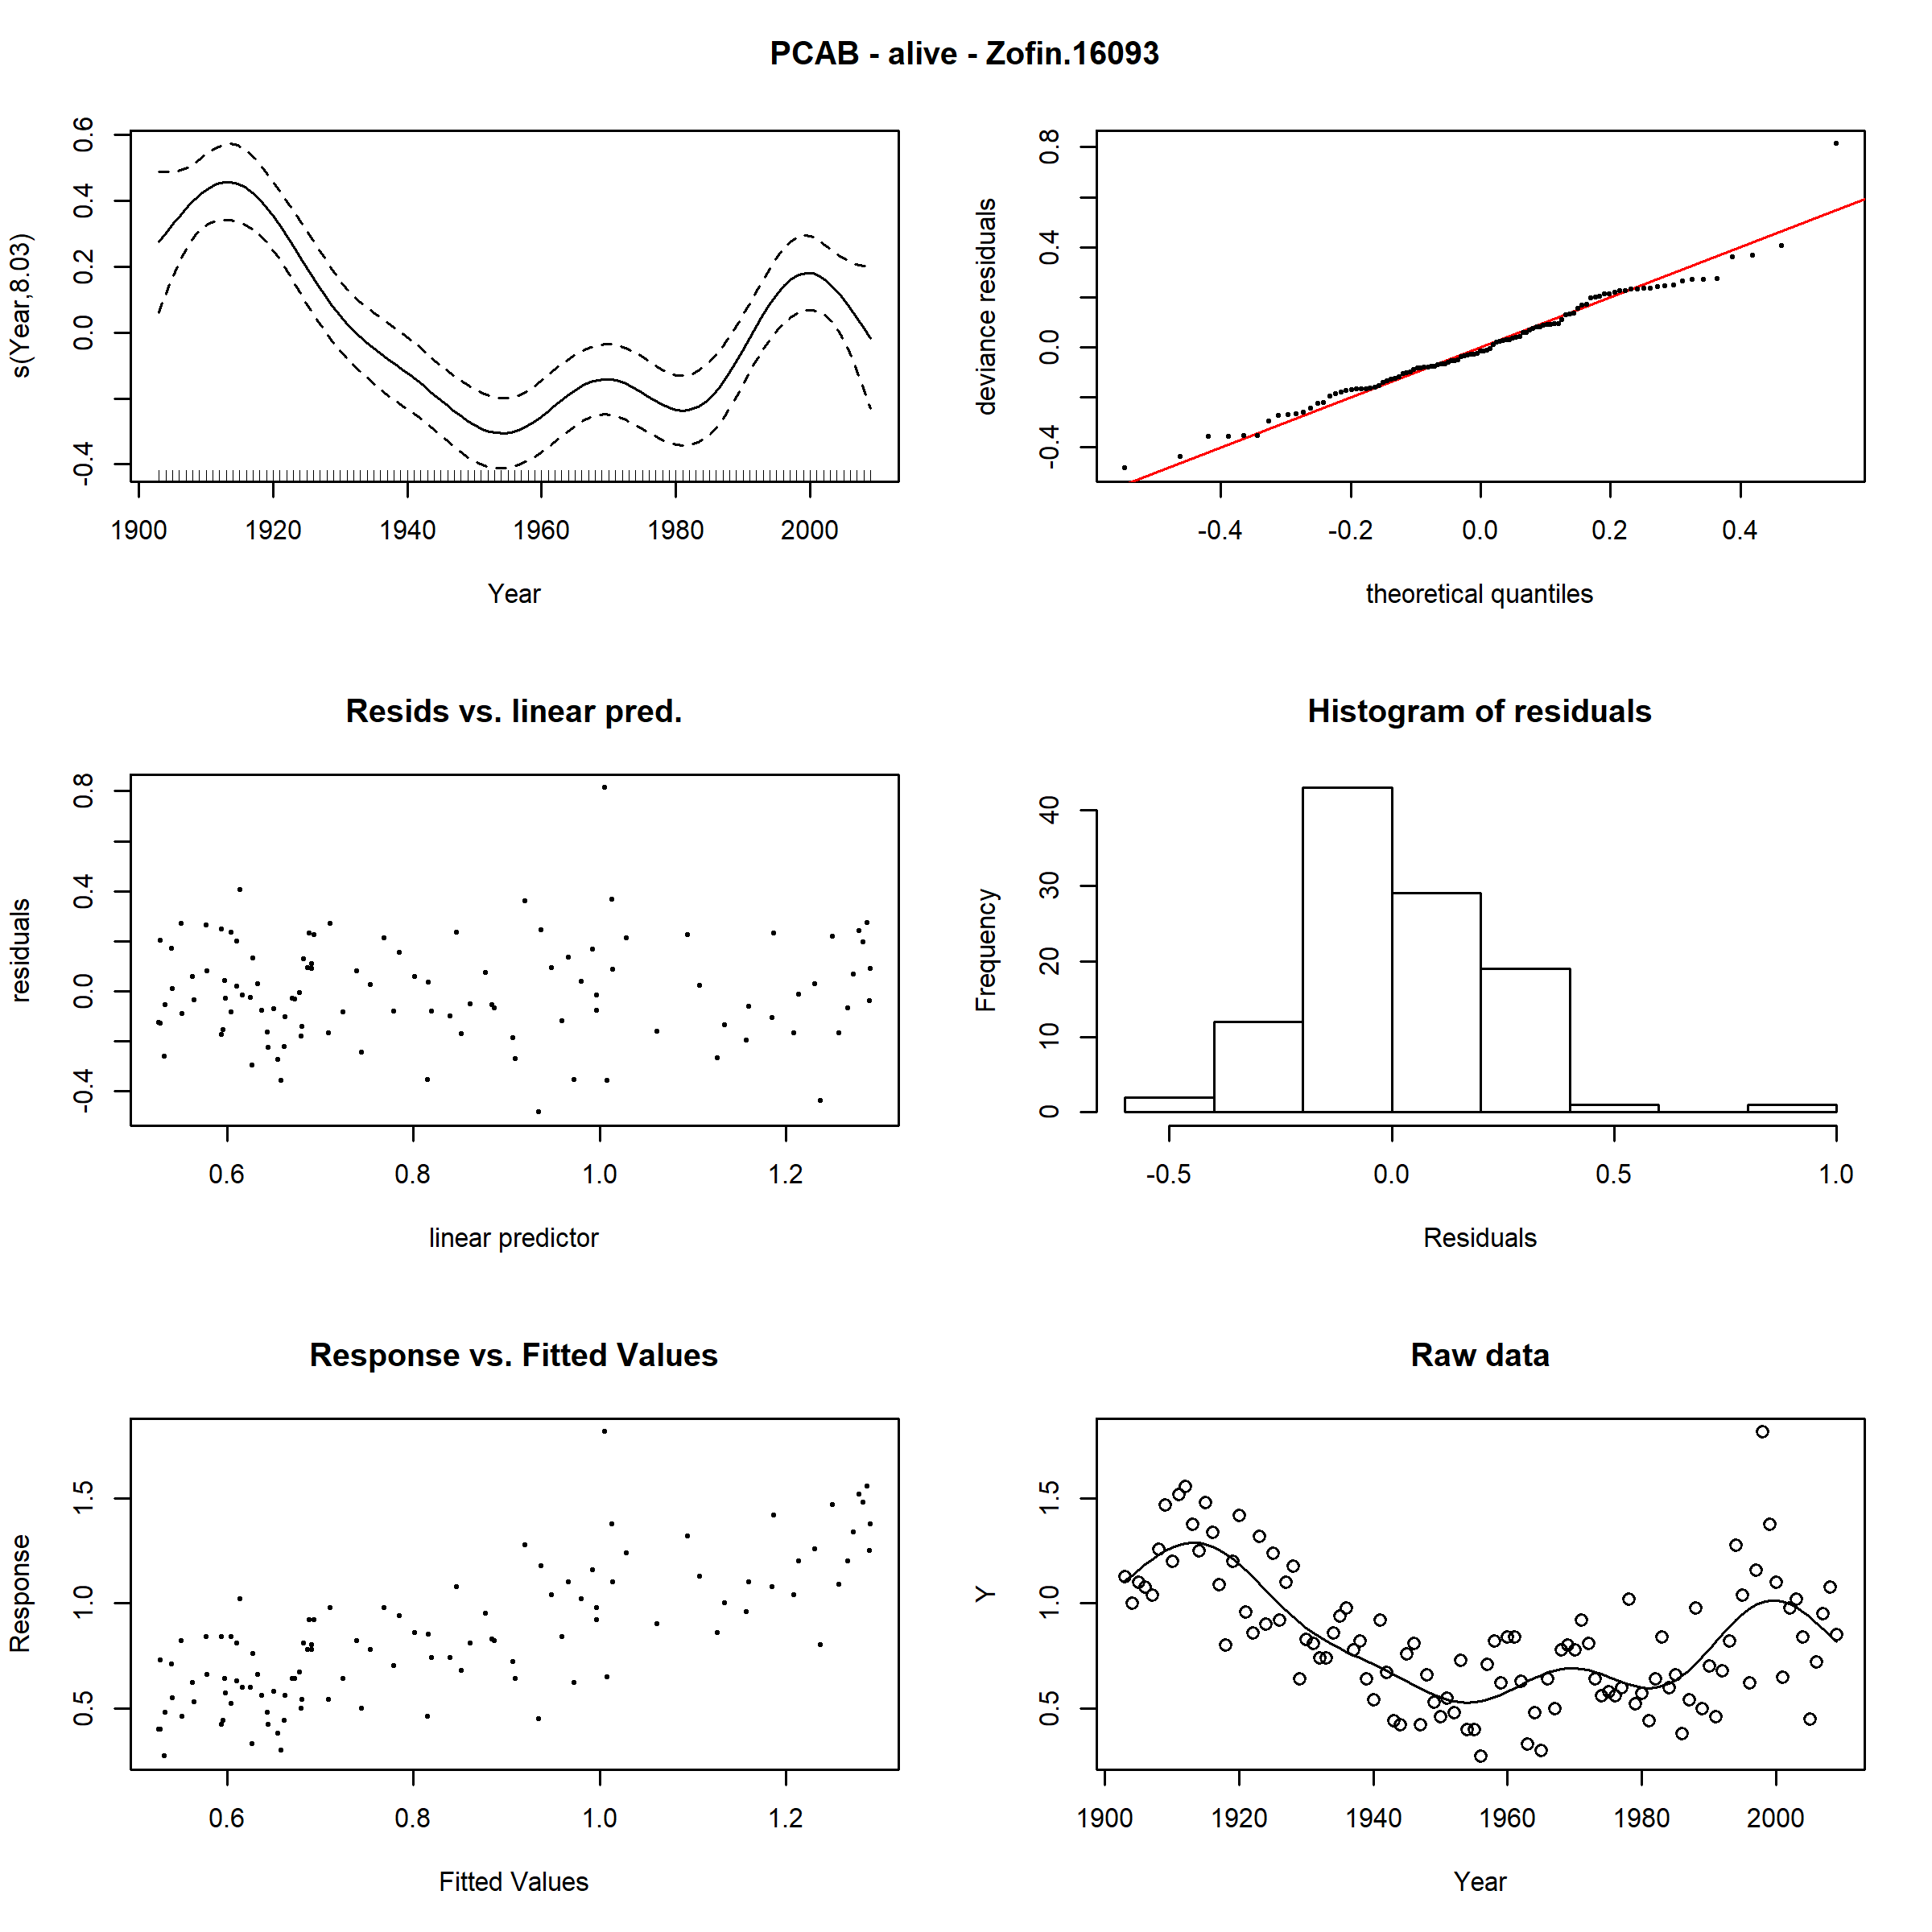 PCAB - alive - Zofin.16093
s(Year,8.03)
-0.4 0.0 0.2 0.4 0.6
1900 1920 1940 1960 1980 2000
Year
deviance residuals
-0.4 0.0 0.4 0.8
-0.4 -0.2 0.0 0.2 0.4
theoretical quantiles
Resids vs. linear pred.
residuals
-0.4 0.0 0.4 0.8
0.6 0.8 1.0 1.2
linear predictor
Histogram of residuals
Frequency
0 10 20 30 40
-0.5 0.0 0.5 1.0
Residuals
Response vs. Fitted Values
Response
0.5 1.0 1.5
0.6 0.8 1.0 1.2
Fitted Values
Raw data
Y
0.5 1.0 1.5
1900 1920 1940 1960 1980 2000
Year